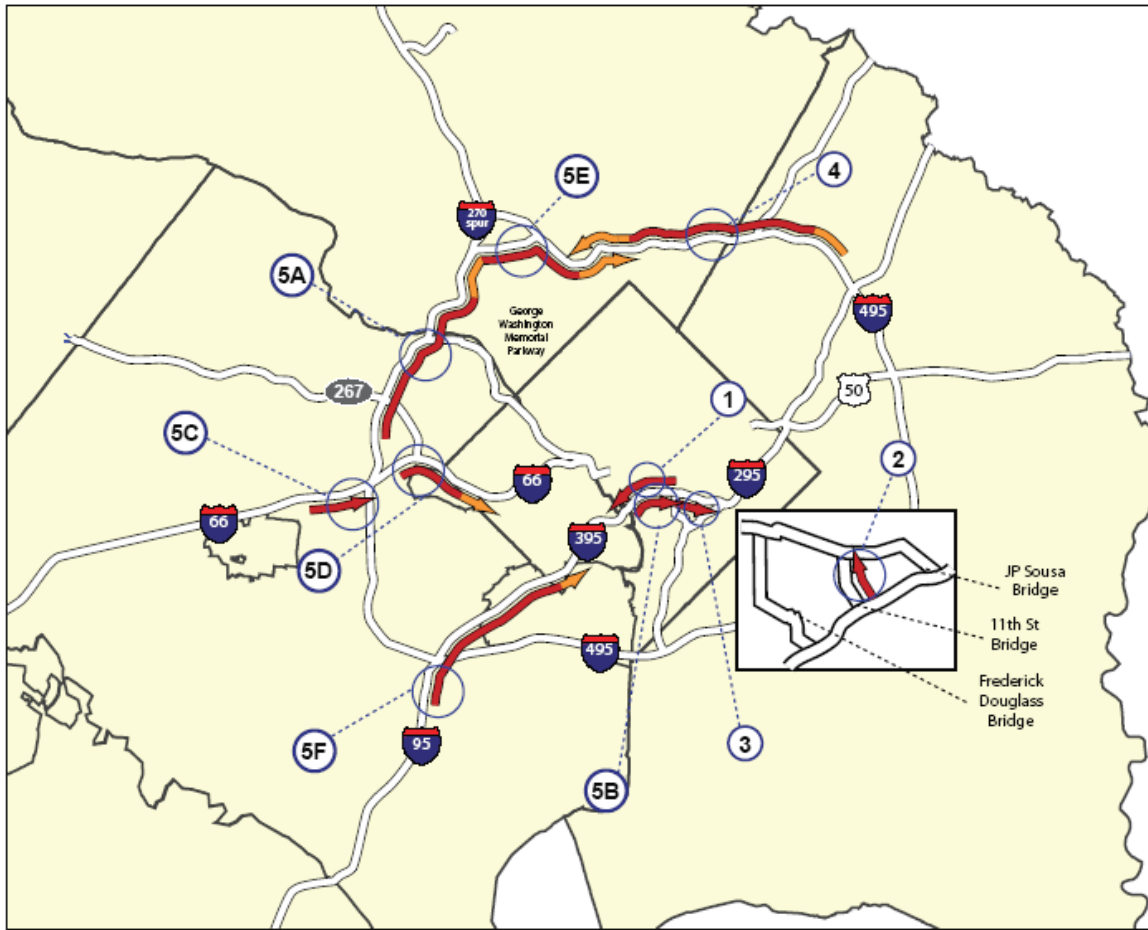 5E
4
270
spur
5A
George
Washington
Memorial
Parkway
495
267
50
1
5C
2
66
295
66
395
5D
JP Sousa
Bridge
11th St
Bridge
495
Frederick
Douglass
Bridge
5F
95
3
5B